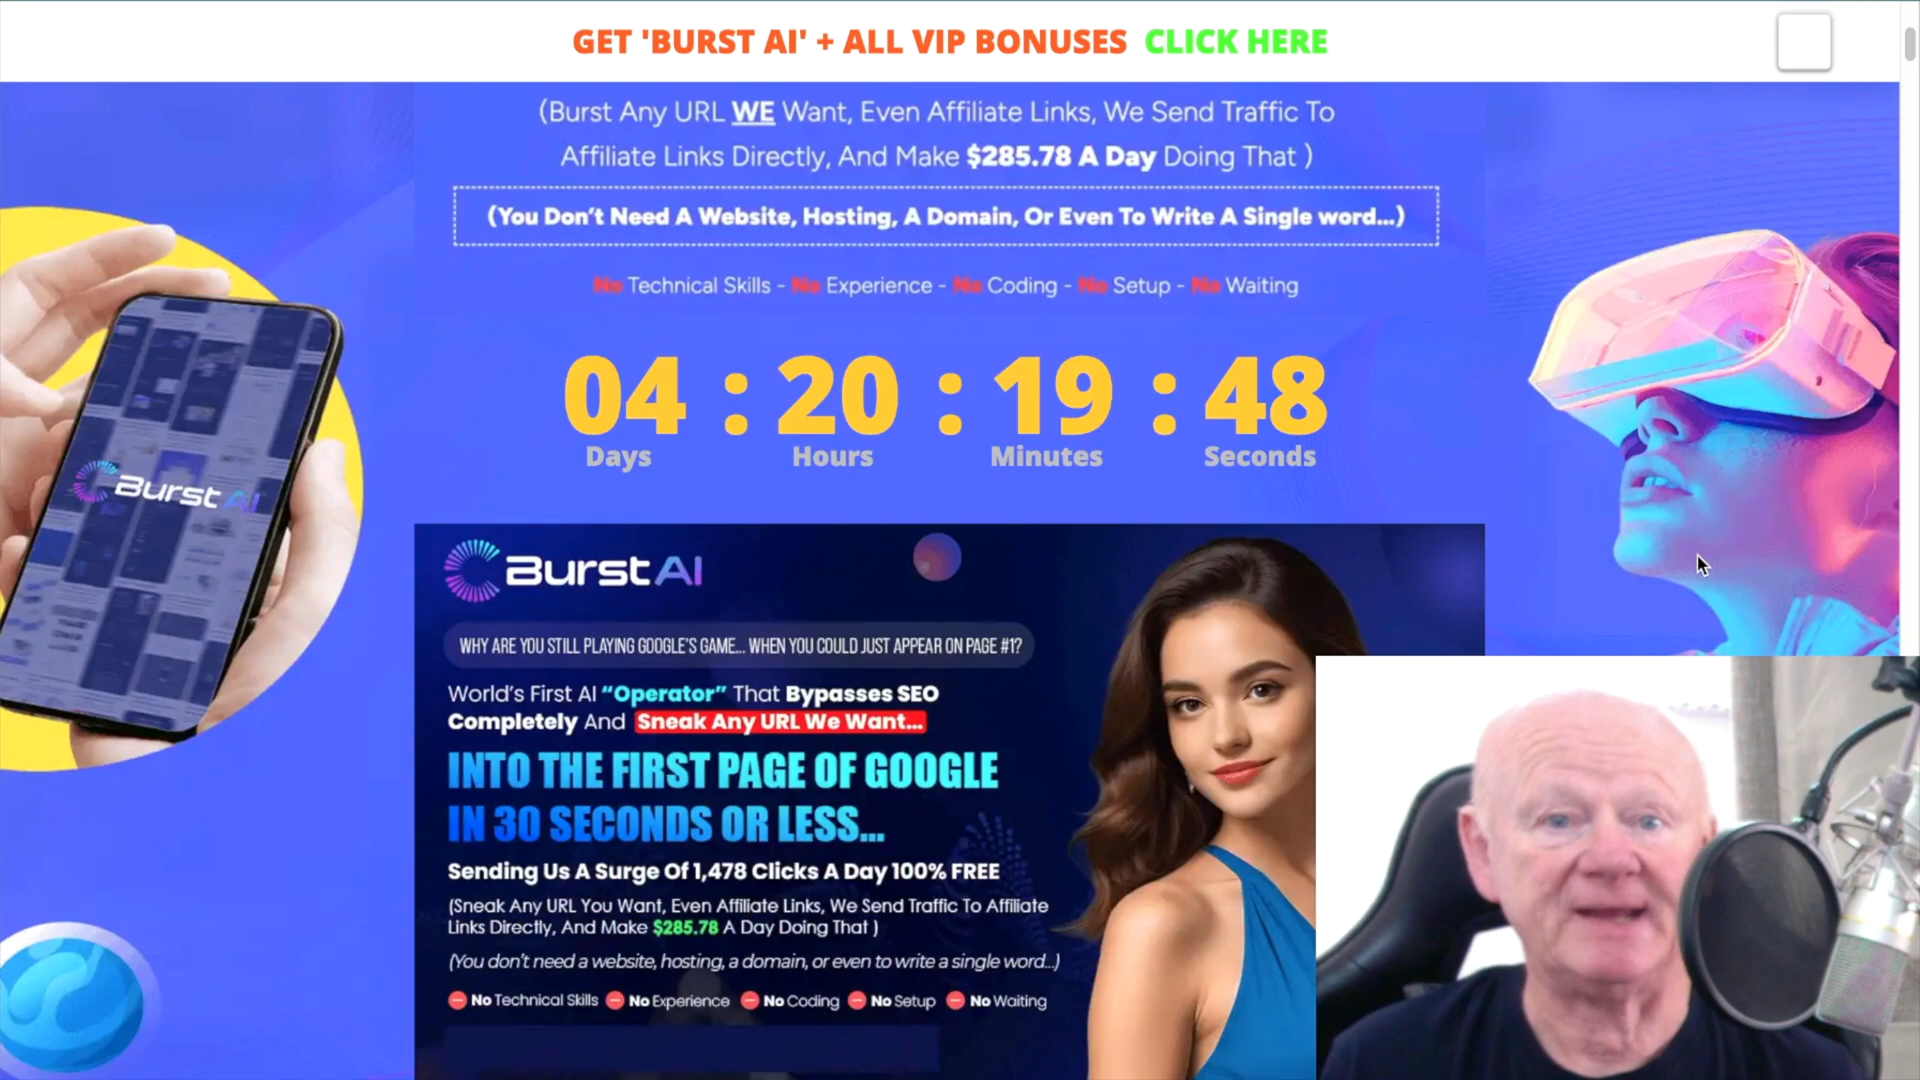 GET 'BURST AI' + ALL VIP BONUSES CLICK HERE
(Burst Any URL WE Want, Even Affiliate Links, We Send Traffic To
Affiliate Links Directly, And Make $285.78 A Day Doing That )
(You Don't Need A Website, Hosting, A Domain, Or Even To Write A Single word...)
No Technical Skills - No Experience - No Coding - No Setup - No Waiting
04 : 20 : 19 : 48
Days Hours Minutes Seconds
Burst AI
Burst AI
WHY ARE YOU STILL PLAYING GOOGLE'S GAME... WHEN YOU COULD JUST APPEAR ON PAGE #1?
World's First AI “Operator” That Bypasses SEO
Completely And Sneak Any URL We Want...
INTO THE FIRST PAGE OF GOOGLE
IN 30 SECONDS OR LESS...
Sending Us A Surge Of 1,478 Clicks A Day 100% FREE
(Sneak Any URL You Want, Even Affiliate Links, We Send Traffic To Affiliate
Links Directly, And Make $285.78 A Day Doing That )
(You don't need a website, hosting, a domain, or even to write a single word...)
No Technical Skills No Experience No Coding No Setup No Waiting